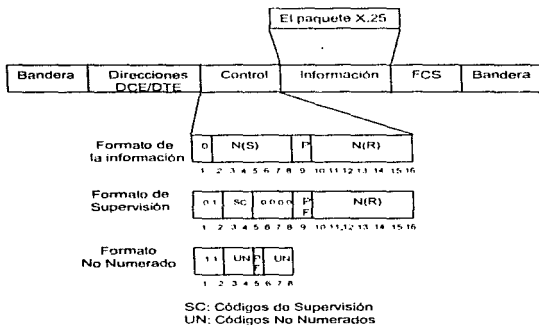 El paquete X.25
Bandera Direcciones DCE/DTE Control Información FCS Bandera
Formato de la información
0 N(S) P N(R)
1 2 3 4 5 6 7 8 9 10 11 12 13 14 15 16
Formato de Supervisión
0 1 SC 0 0 0 0 P F N(R)
1 2 3 4 5 6 7 8 9 10 11 12 13 14 15 16
Formato No Numerado
1 1 UN P F UN
1 2 3 4 5 6 7 8
SC: Códigos de Supervisión
UN: Códigos No Numerados